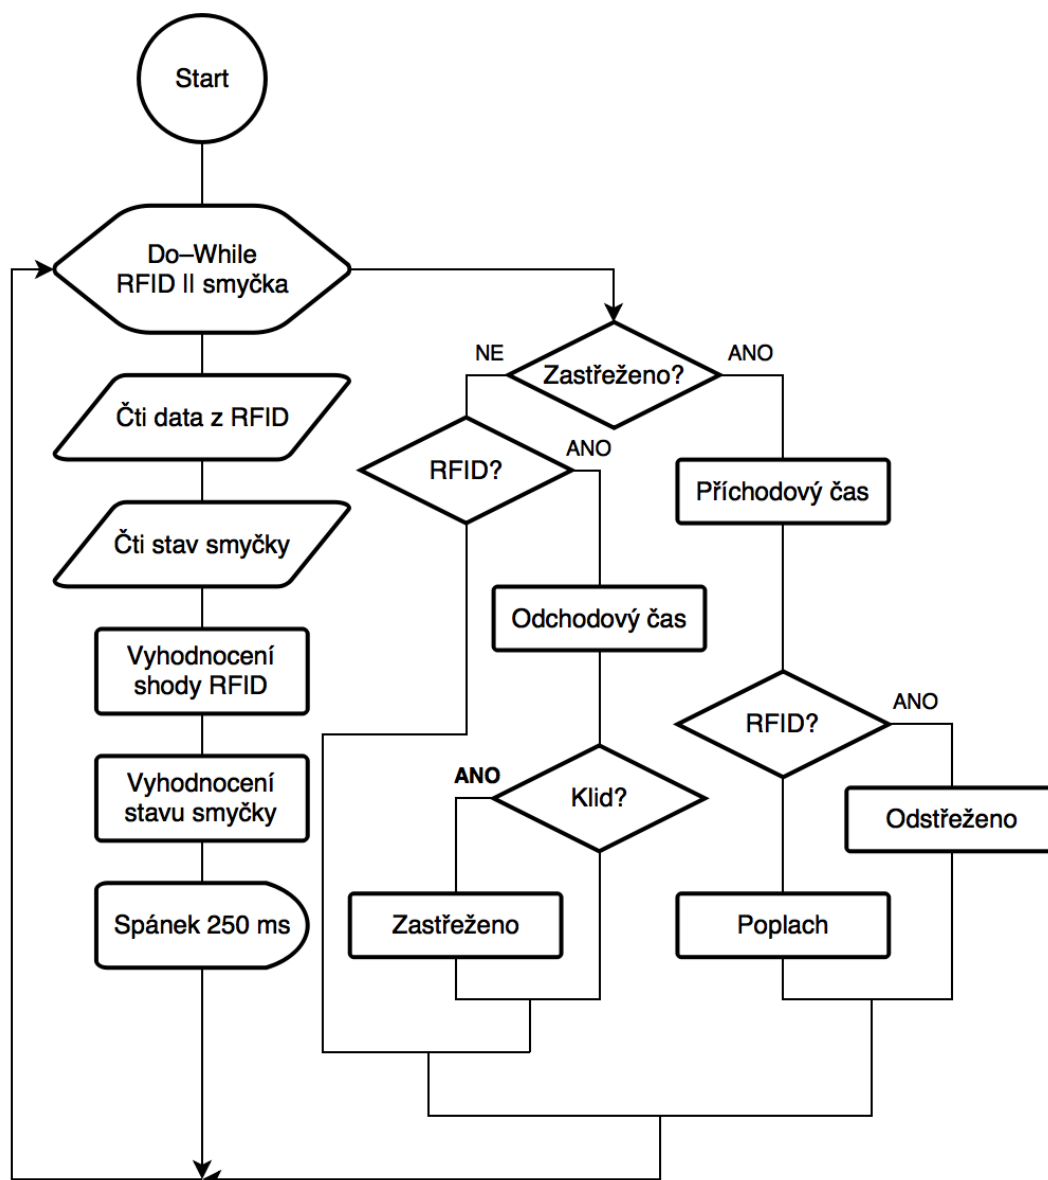 Start
Do–While
RFID II smyčka
Čti data z RFID
Čti stav smyčky
Vyhodnocení
shody RFID
Vyhodnocení
stavu smyčky
Spánek 250 ms
Zastřeženo?
NE
ANO
RFID?
ANO
Odchodový čas
Klid?
ANO
Zastřeženo
Příchodový čas
RFID?
ANO
Odstřeženo
Poplach